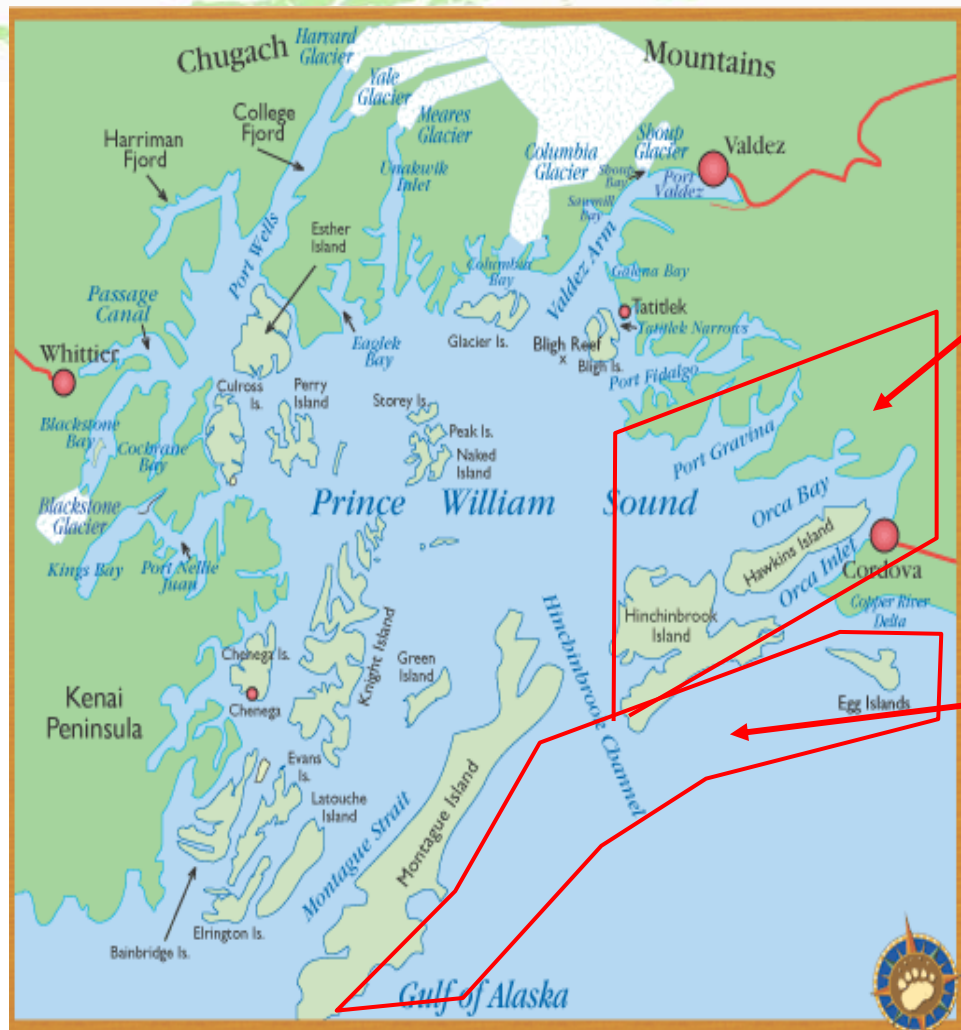 Chugach
Mountains
Harvard
Glacier
Yale
Glacier
Meares
Glacier
College
Fjord
Harriman
Fjord
Unakwik
Inlet
Columbia
Glacier
Shoup
Glacier
Valdez
Shoup
Bay
Port
Valdez
Sawmill
Bay
Valdez Arm
Port Wells
Esther
Island
Columbia
Bay
Galena Bay
Passage
Canal
Eaglek
Bay
Glacier Is.
Tatitlek
Tatitlek Narrows
Bligh Reef
x
Bligh Is.
Whittier
Port Fidalgo
Culross
Is.
Perry
Island
Storey Is.
Peak Is.
Naked
Island
Blackstone
Bay
Cochrane
Bay
Port Gravina
Prince William Sound
Orca Bay
Blackstone
Glacier
Kings Bay
Port Nellie
Juan
Hawkins Island
Orca Inlet
Cordova
Copper River
Delta
Hinchinbrook
Island
Hinchinbrook Channel
Chenega Is.
Chenega
Knight Island
Green
Island
Kenai
Peninsula
Egg Islands
Evans
Is.
Latouche
Island
Montague Strait
Montague Island
Elrington Is.
Bainbridge Is.
Gulf of Alaska